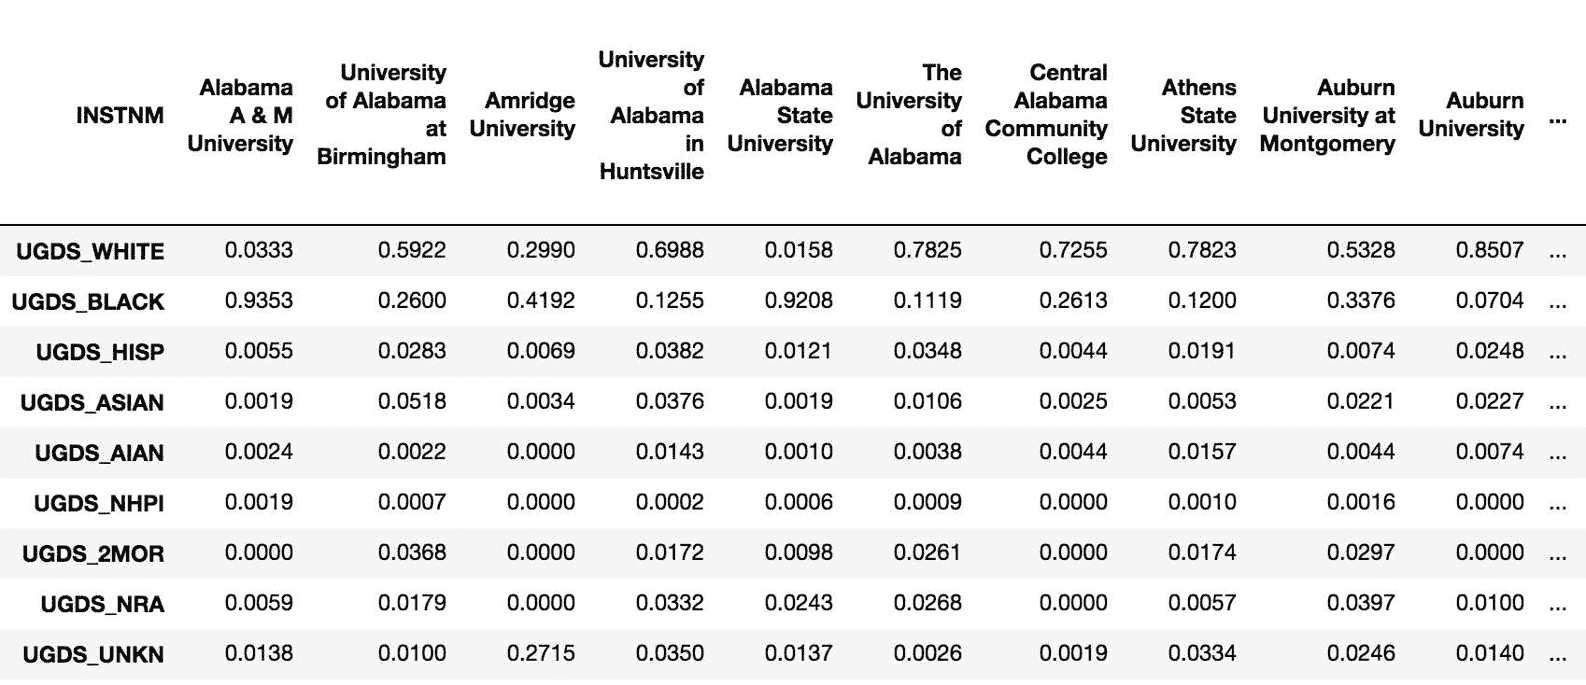 INSTNM Alabama A & M University University of Alabama at Birmingham Amridge University University of Alabama in Huntsville Alabama State University The University of Alabama Central Alabama Community College Athens State University Auburn University at Montgomery Auburn University ...
UGDS_WHITE 0.0333 0.5922 0.2990 0.6988 0.0158 0.7825 0.7255 0.7823 0.5328 0.8507 ...
UGDS_BLACK 0.9353 0.2600 0.4192 0.1255 0.9208 0.1119 0.2613 0.1200 0.3376 0.0704 ...
UGDS_HISP 0.0055 0.0283 0.0069 0.0382 0.0121 0.0348 0.0044 0.0191 0.0074 0.0248 ...
UGDS_ASIAN 0.0019 0.0518 0.0034 0.0376 0.0019 0.0106 0.0025 0.0053 0.0221 0.0227 ...
UGDS_AIAN 0.0024 0.0022 0.0000 0.0143 0.0010 0.0038 0.0044 0.0157 0.0044 0.0074 ...
UGDS_NHPI 0.0019 0.0007 0.0000 0.0002 0.0006 0.0009 0.0000 0.0010 0.0016 0.0000 ...
UGDS_2MOR 0.0000 0.0368 0.0000 0.0172 0.0098 0.0261 0.0000 0.0174 0.0297 0.0000 ...
UGDS_NRA 0.0059 0.0179 0.0000 0.0332 0.0243 0.0268 0.0000 0.0057 0.0397 0.0100 ...
UGDS_UNKN 0.0138 0.0100 0.2715 0.0350 0.0137 0.0026 0.0019 0.0334 0.0246 0.0140 ...